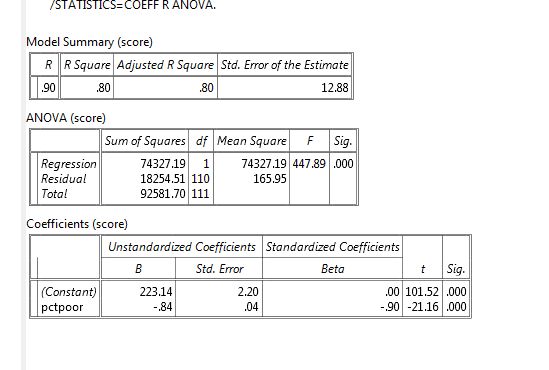 /STATISTICS=COEFF R ANOVA.
Model Summary (score)
R R Square Adjusted R Square Std. Error of the Estimate
.90 .80 .80 12.88
ANOVA (score)
Sum of Squares df Mean Square F Sig.
Regression 74327.19 1 74327.19 447.89 .000
Residual 18254.51 110 165.95
Total 92581.70 111
Coefficients (score)
Unstandardized Coefficients Standardized Coefficients
B Std. Error Beta t Sig.
(Constant) 223.14 2.20 .00 101.52 .000
pctpoor -.84 .04 -.90 -21.16 .000